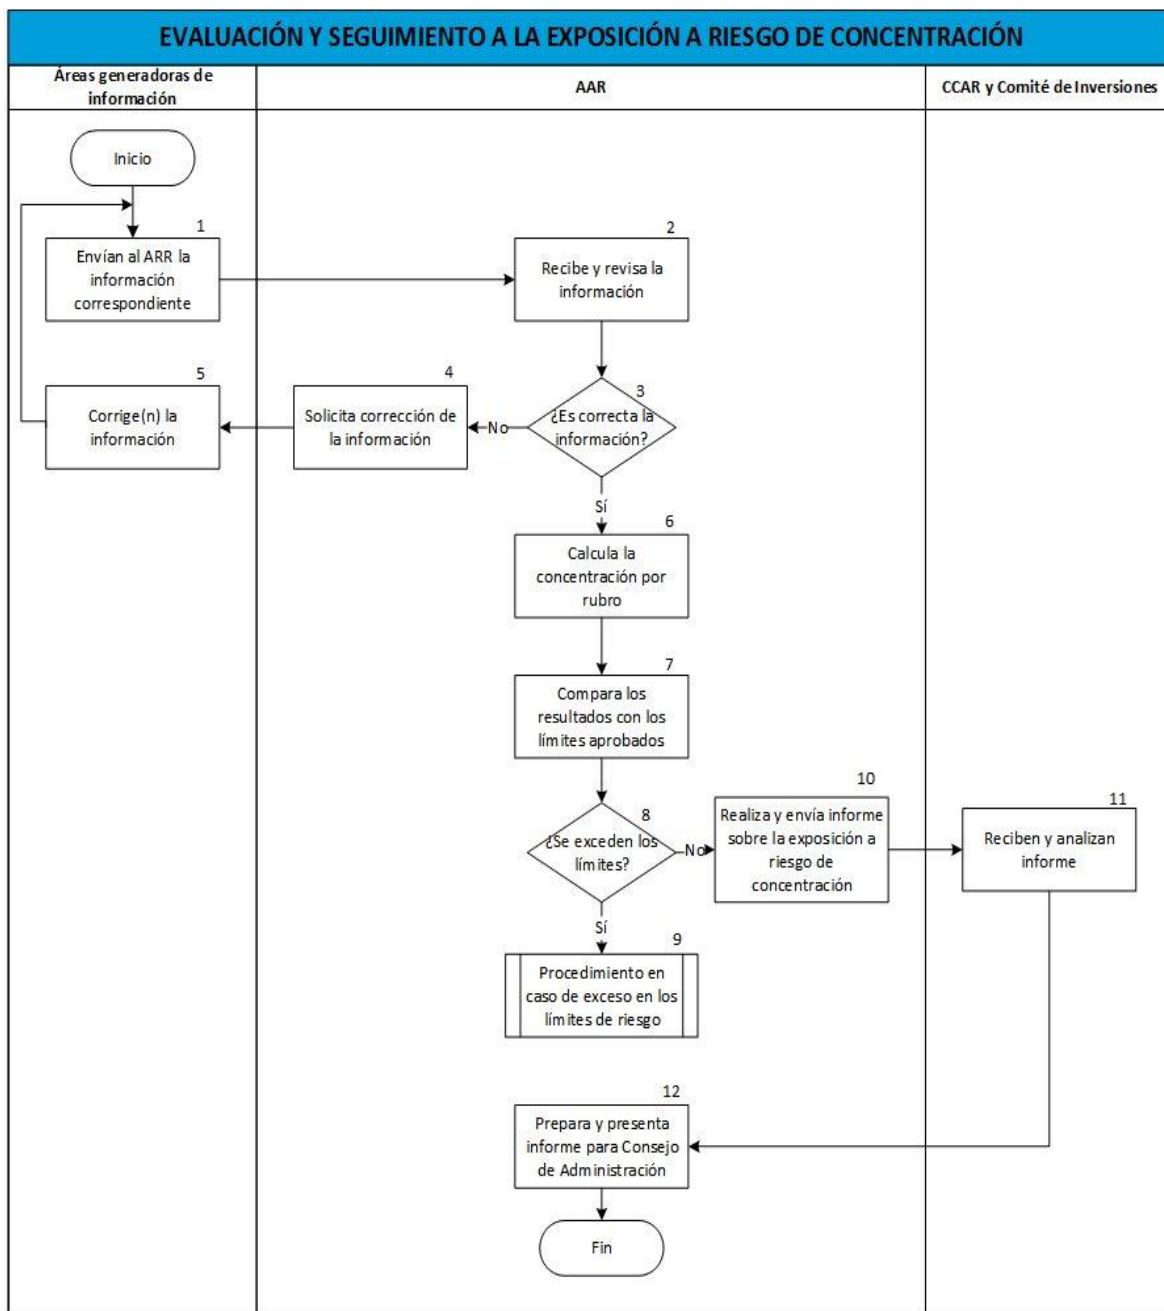 EVALUACIÓN Y SEGUIMIENTO A LA EXPOSICIÓN A RIESGO DE CONCENTRACIÓN
Áreas generadoras de
información
AAR
CCAR y Comité de Inversiones
Inicio
1
Envían al ARR la
información
correspondiente
2
Recibe y revisa la
información
3
¿Es correcta la
información?
No
4
Solicita corrección de
la información
5
Corrige(n) la
información
Sí
6
Calcula la
concentración por
rubro
7
Compara los
resultados con los
límites aprobados
8
¿Se exceden los
límites?
No
10
Realiza y envía informe
sobre la exposición a
riesgo de
concentración
11
Reciben y analizan
informe
Sí
9
Procedimiento en
caso de exceso en los
límites de riesgo
12
Prepara y presenta
informe para Consejo
de Administración
Fin